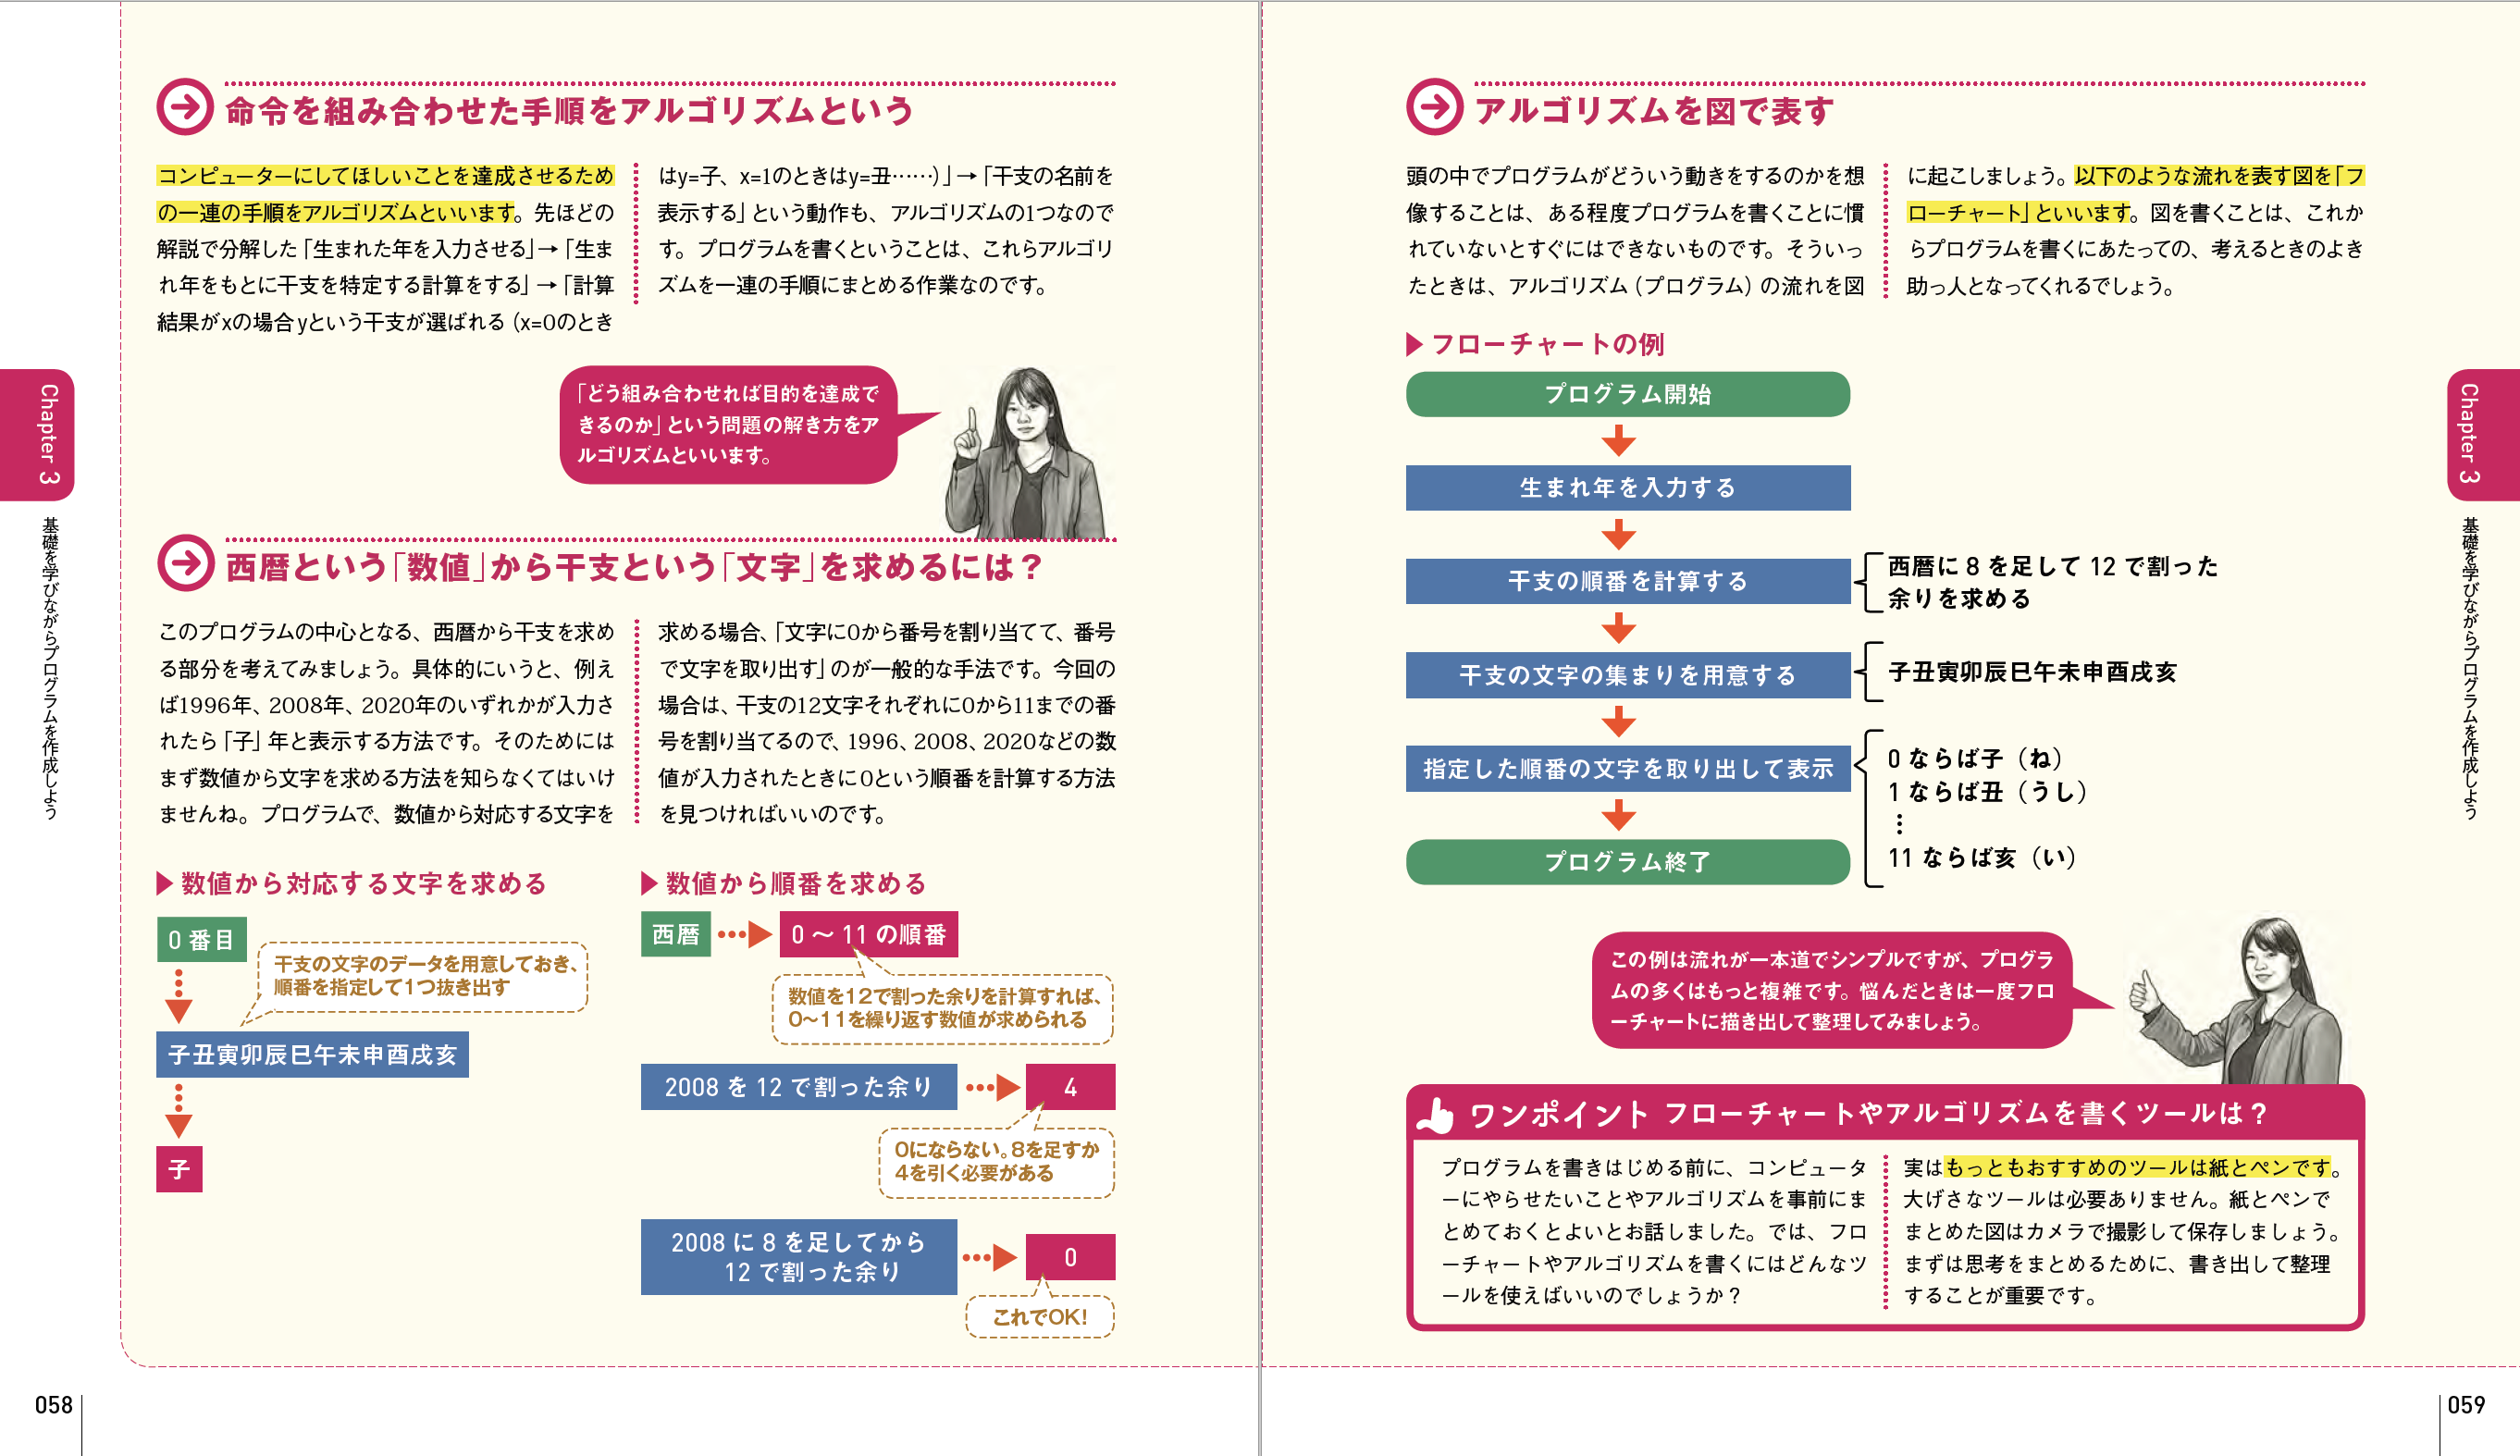 命令を組み合わせた手順をアルゴリズムという
コンピューターにしてほしいことを達成させるため
の一連の手順をアルゴリズムといいます。先ほどの
解説で分解した「生まれた年を入力させる」→「生ま
れ年をもとに干支を特定する計算をする」→「計算
結果がxの場合yという干支が選ばれる（x=0のとき
はy=子、x=1のときはy=丑……）」→「干支の名前を
表示する」という動作も、アルゴリズムの1つなので
す。プログラムを書くということは、これらアルゴリ
ズムを一連の手順にまとめる作業なのです。
「どう組み合わせれば目的を達成で
きるのか」という問題の解き方をア
ルゴリズムといいます。
西暦という「数値」から干支という「文字」を求めるには？
このプログラムの中心となる、西暦から干支を求め
る部分を考えてみましょう。具体的にいうと、例え
ば1996年、2008年、2020年のいずれかが入力さ
れたら「子」年と表示する方法です。そのためには
まず数値から文字を求める方法を知らなくてはいけ
ませんね。プログラムで、数値から対応する文字を
求める場合、「文字に0から番号を割り当てて、番号
で文字を取り出す」のが一般的な手法です。今回の
場合は、干支の12文字それぞれに0から11までの番
号を割り当てるので、1996、2008、2020などの数
値が入力されたときに0という順番を計算する方法
を見つければいいのです。
数値から対応する文字を求める
0 番目
干支の文字のデータを用意しておき、
順番を指定して1つ抜き出す
子丑寅卯辰巳午未申酉戌亥
子
数値から順番を求める
西暦
0 〜 11 の順番
数値を12で割った余りを計算すれば、
0〜11を繰り返す数値が求められる
2008 を 12 で割った余り
4
0にならない。8を足すか
4を引く必要がある
2008 に 8 を足してから
12 で割った余り
0
これでOK!
Chapter 3
基礎を学びながらプログラムを作成しよう
058
アルゴリズムを図で表す
頭の中でプログラムがどういう動きをするのかを想
像することは、ある程度プログラムを書くことに慣
れていないとすぐにはできないものです。そういっ
たときは、アルゴリズム（プログラム）の流れを図
に起こしましょう。以下のような流れを表す図を「フ
ローチャート」といいます。図を書くことは、これか
らプログラムを書くにあたっての、考えるときのよき
助っ人となってくれるでしょう。
フローチャートの例
プログラム開始
生まれ年を入力する
干支の順番を計算する
西暦に 8 を足して 12 で割った
余りを求める
干支の文字の集まりを用意する
子丑寅卯辰巳午未申酉戌亥
指定した順番の文字を取り出して表示
0 ならば子（ね）
1 ならば丑（うし）
⋮
11 ならば亥（い）
プログラム終了
この例は流れが一本道でシンプルですが、プログラ
ムの多くはもっと複雑です。悩んだときは一度フロ
ーチャートに描き出して整理してみましょう。
ワンポイント フローチャートやアルゴリズムを書くツールは？
プログラムを書きはじめる前に、コンピュータ
ーにやらせたいことやアルゴリズムを事前にま
とめておくとよいとお話しました。では、フロ
ーチャートやアルゴリズムを書くにはどんなツ
ールを使えばいいのでしょうか？
実はもっともおすすめのツールは紙とペンです。
大げさなツールは必要ありません。紙とペンで
まとめた図はカメラで撮影して保存しましょう。
まずは思考をまとめるために、書き出して整理
することが重要です。
Chapter 3
基礎を学びながらプログラムを作成しよう
059